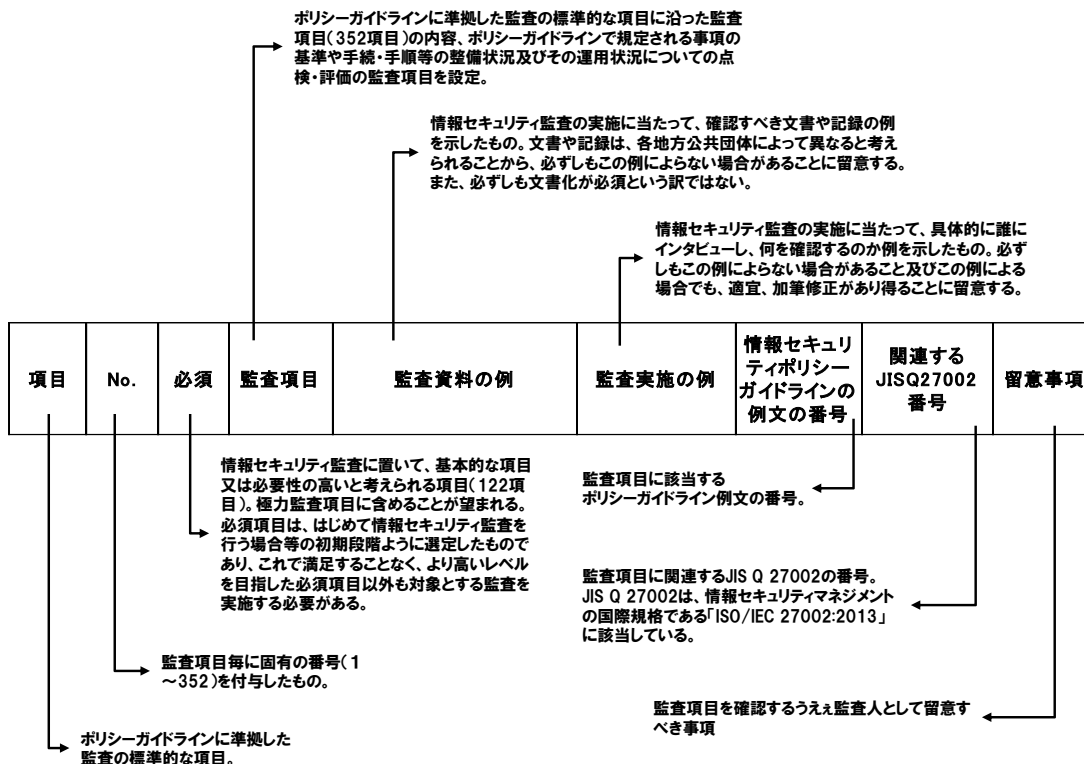 ポリシーガイドラインに準拠した監査の標準的な項目に沿った監査
項目(352項目)の内容、ポリシーガイドラインで規定される事項の
基準や手続・手順等の整備状況及びその運用状況についての点
検・評価の監査項目を設定。
情報セキュリティ監査の実施に当たって、確認すべき文書や記録の例
を示したもの。文書や記録は、各地方公共団体によって異なると考え
られることから、必ずしもこの例によらない場合があることに留意する。
また、必ずしも文書化が必須という訳ではない。
情報セキュリティ監査の実施に当たって、具体的に誰に
インタビューし、何を確認するのか例を示したもの。必ず
しもこの例によらない場合があること及びこの例による
場合でも、適宜、加筆修正があり得ることに留意する。
項目
No.
必須
監査項目
監査資料の例
監査実施の例
情報セキュリ
ティポリシー
ガイドラインの
例文の番号
関連する
JISQ27002
番号
留意事項
情報セキュリティ監査に置いて、基本的な項目
又は必要性の高いと考えられる項目(122項
目)。極力監査項目に含めることが望まれる。
必須項目は、はじめて情報セキュリティ監査を
行う場合等の初期段階ように選定したもので
あり、これで満足することなく、より高いレベル
を目指した必須項目以外も対象とする監査を
実施する必要がある。
監査項目に該当する
ポリシーガイドライン例文の番号。
監査項目に関連するJIS Q 27002の番号。
JIS Q 27002は、情報セキュリティマネジメント
の国際規格である「ISO/IEC 27002:2013」
に該当している。
監査項目毎に固有の番号(1
～352)を付与したもの。
監査項目を確認するうえぇ監査人として留意す
べき事項
ポリシーガイドラインに準拠した
監査の標準的な項目。